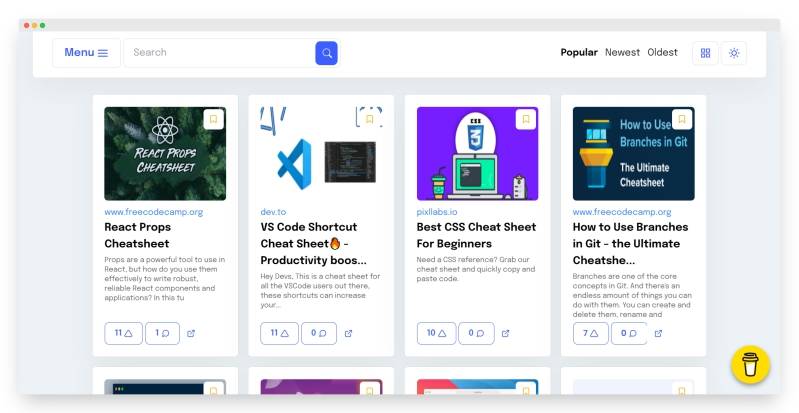 Menu
Search
Popular Newest Oldest
REACT PROPS
CHEATSHEET
www.freecodecamp.org
React Props
Cheatsheet
Props are a powerful tool to use in
React, but how do you use them
effectively to write robust,
reliable React components and
applications? In this tu
11 1
dev.to
VS Code Shortcut
Cheat Sheet🔥 -
Productivity boos...
Hey Devs, This is a cheat sheet for
all the VSCode users out there,
these shortcuts can increase
your...
11 0
CSS
3
pixllabs.io
Best CSS Cheat Sheet
For Beginners
Need a CSS reference? Grab our
cheat sheet and quickly copy and
paste code.
10 0
How to Use
Branches in Git
The Ultimate
Cheatsheet
www.freecodecamp.org
How to Use Branches
in Git – the Ultimate
Cheatshe...
Branches are one of the core
concepts in Git. And there's an
endless amount of things you can
do with them. You can create and
delete them, rename and
7 0